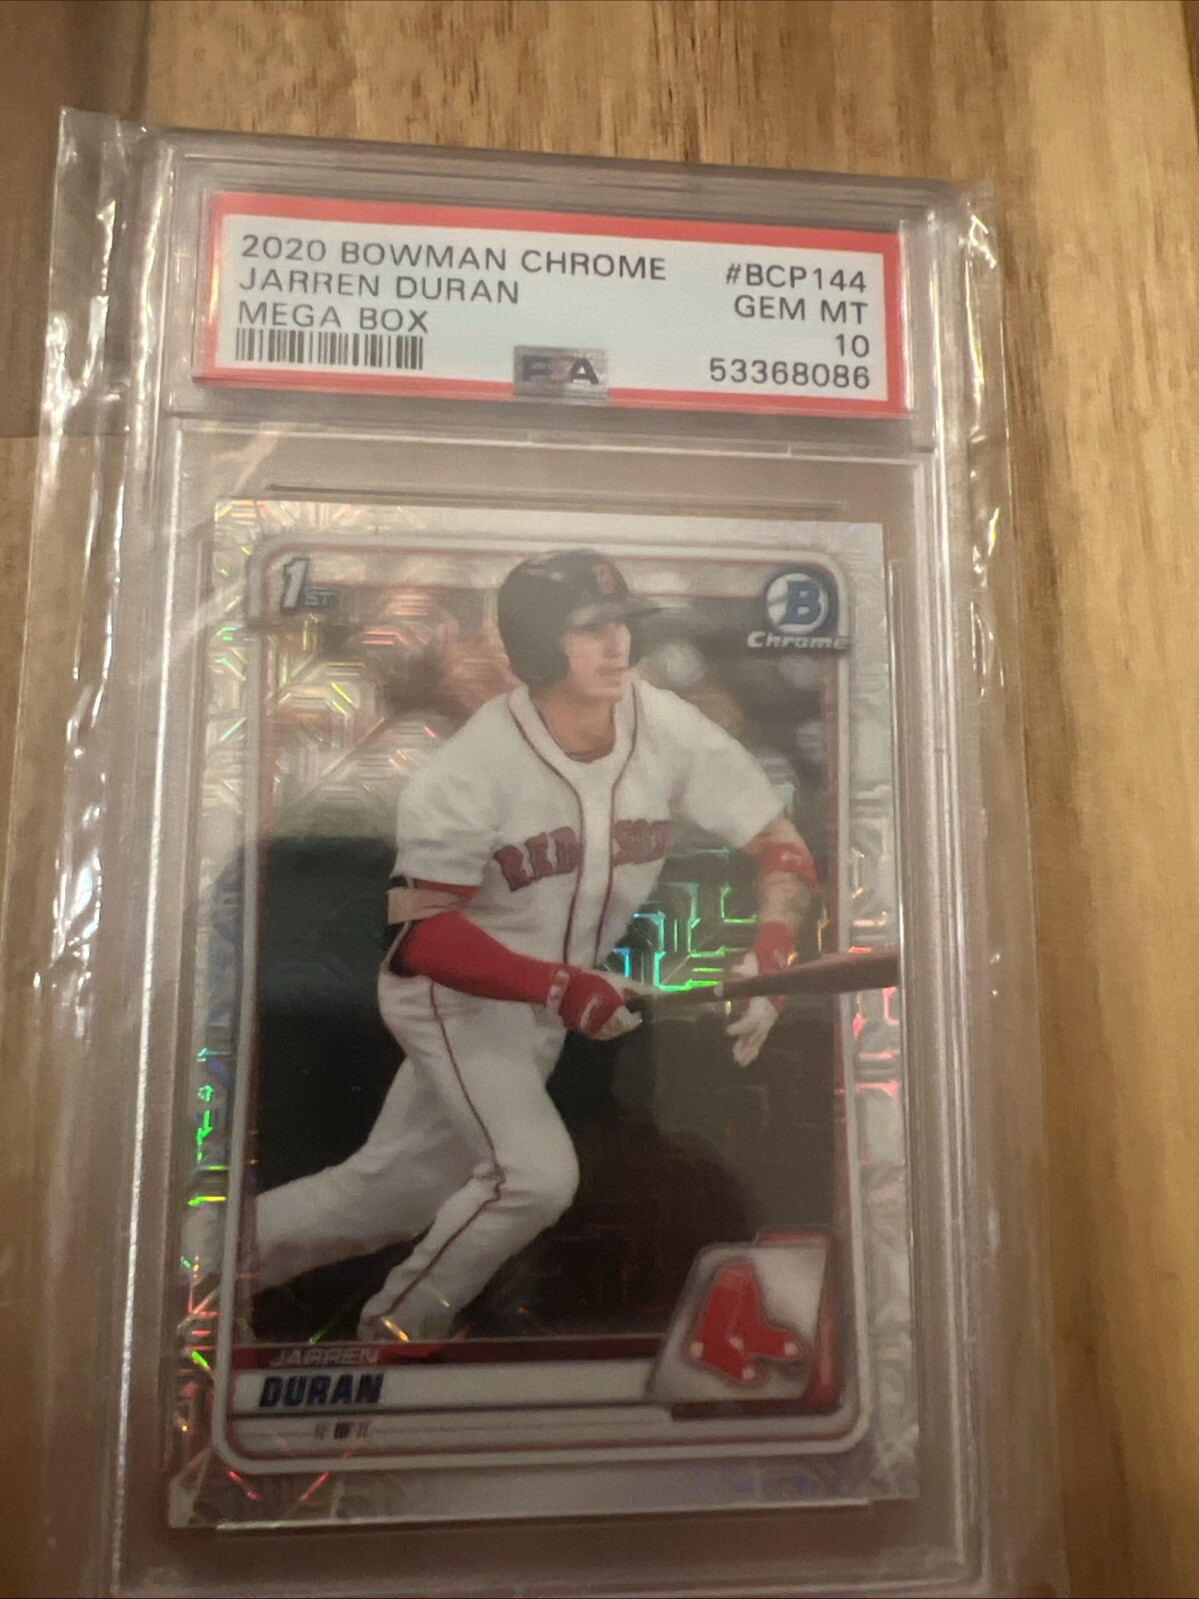 2020 BOWMAN CHROME
#BCP144
JARREN DURAN
GEM MT
MEGA BOX
10
PSA
53368086
1ST
B
Chrome
B
RED SOX
JARREN
DURAN